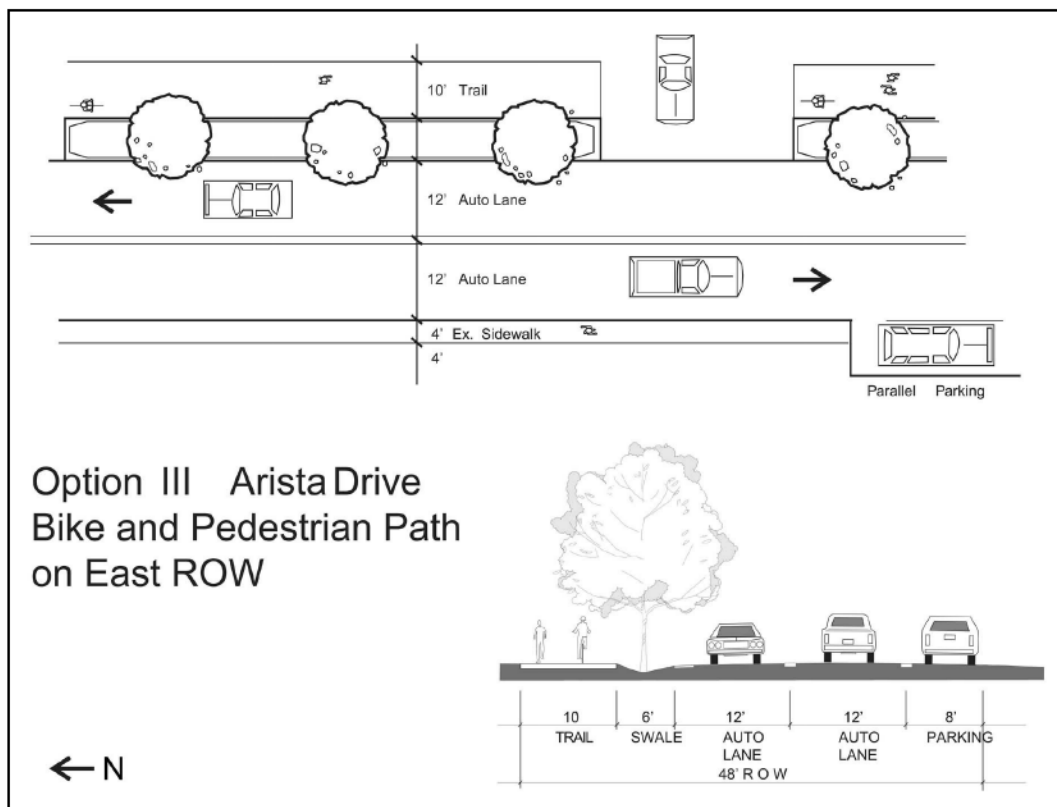 10' Trail
12' Auto Lane
12' Auto Lane
4' Ex. Sidewalk
4'
Parallel Parking
Option III Arista Drive
Bike and Pedestrian Path
on East ROW
10 6' 12' 12' 8'
TRAIL SWALE AUTO AUTO PARKING
LANE LANE
48' R O W
N